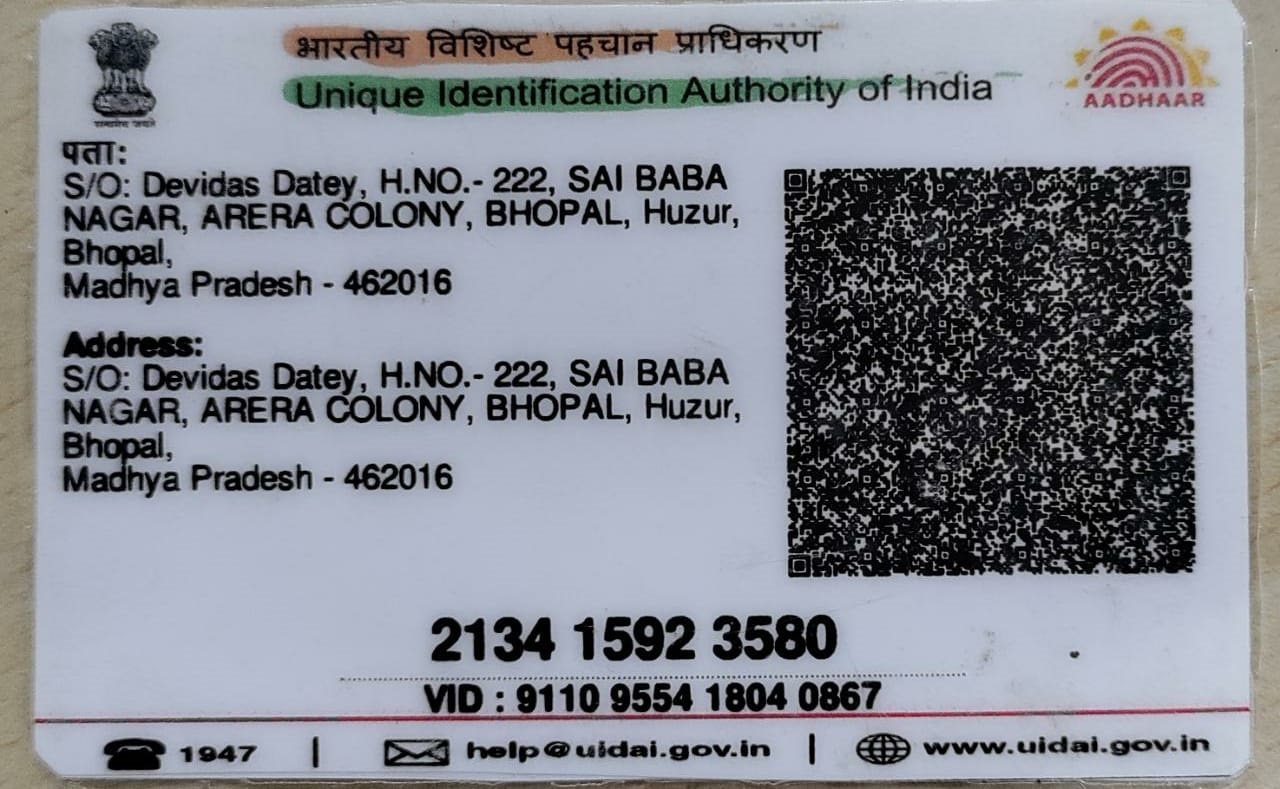 भारतीय विशिष्ट पहचान प्राधिकरण
Unique Identification Authority of India
AADHAAR
पता:
S/O: Devidas Datey, H.NO.- 222, SAI BABA
NAGAR, ARERA COLONY, BHOPAL, Huzur,
Bhopal,
Madhya Pradesh - 462016
Address:
S/O: Devidas Datey, H.NO.- 222, SAI BABA
NAGAR, ARERA COLONY, BHOPAL, Huzur,
Bhopal,
Madhya Pradesh - 462016
2134 1592 3580
VID : 9110 9554 1804 0867
1947 | help@uidai.gov.in | www.uidai.gov.in